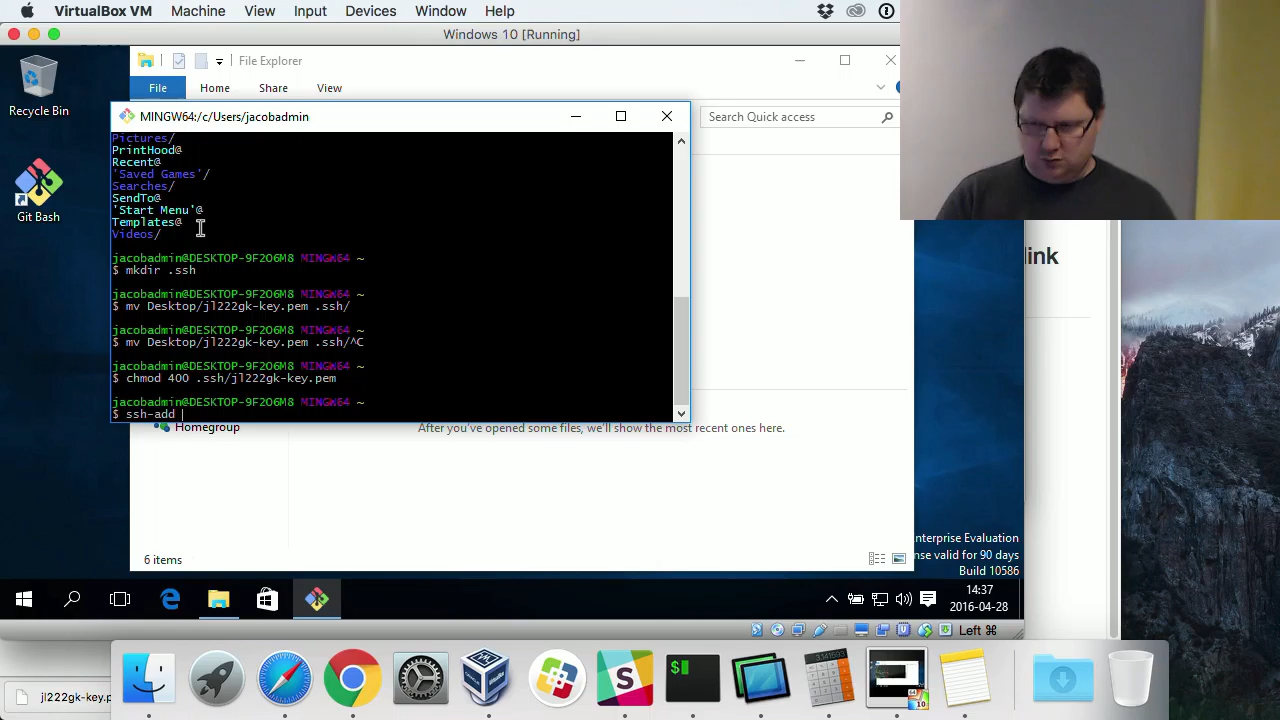 VirtualBox VM Machine View Input Devices Window Help
Windows 10 [Running]
File Explorer
Recycle Bin
File Home Share View
MINGW64:/c/Users/jacobadmin
Search Quick access
Pictures/
PrintHood@
Recent@
'Saved Games'/
Searches/
SendTo@
'Start Menu'@
Templates@
Videos/
Git Bash
jacobadmin@DESKTOP-9F2O6M8 MINGW64 ~
$ mkdir .ssh
link
jacobadmin@DESKTOP-9F2O6M8 MINGW64 ~
$ mv Desktop/jl222gk-key.pem .ssh/
jacobadmin@DESKTOP-9F2O6M8 MINGW64 ~
$ mv Desktop/jl222gk-key.pem .ssh/^C
jacobadmin@DESKTOP-9F2O6M8 MINGW64 ~
$ chmod 400 .ssh/jl222gk-key.pem
jacobadmin@DESKTOP-9F2O6M8 MINGW64 ~
$ ssh-add
Homegroup
After you've opened some files, we'll show the most recent ones here.
nterprise Evaluation
nse valid for 90 days
Build 10586
6 items
14:37
2016-04-28
Left ⌘
jl222gk-key.p